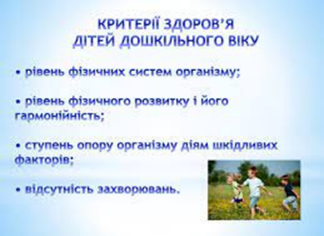 КРИТЕРІЇ ЗДОРОВ'Я
ДІТЕЙ ДОШКІЛЬНОГО ВІКУ
• рівень фізичних систем організму;
• рівень фізичного розвитку і його
гармонійність;
• ступень опору організму діям шкідливих
факторів;
• відсутність захворювань.